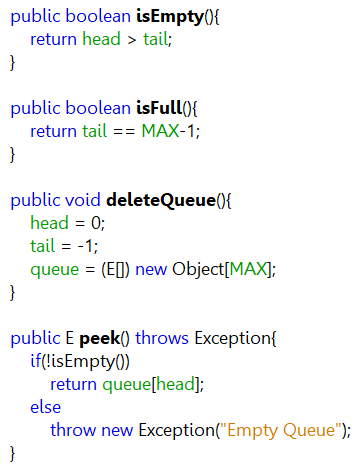 public boolean isEmpty(){
    return head > tail;
}

public boolean isFull(){
    return tail == MAX-1;
}

public void deleteQueue(){
    head = 0;
    tail = -1;
    queue = (E[]) new Object[MAX];
}

public E peek() throws Exception{
    if(!isEmpty())
        return queue[head];
    else
        throw new Exception("Empty Queue");
}